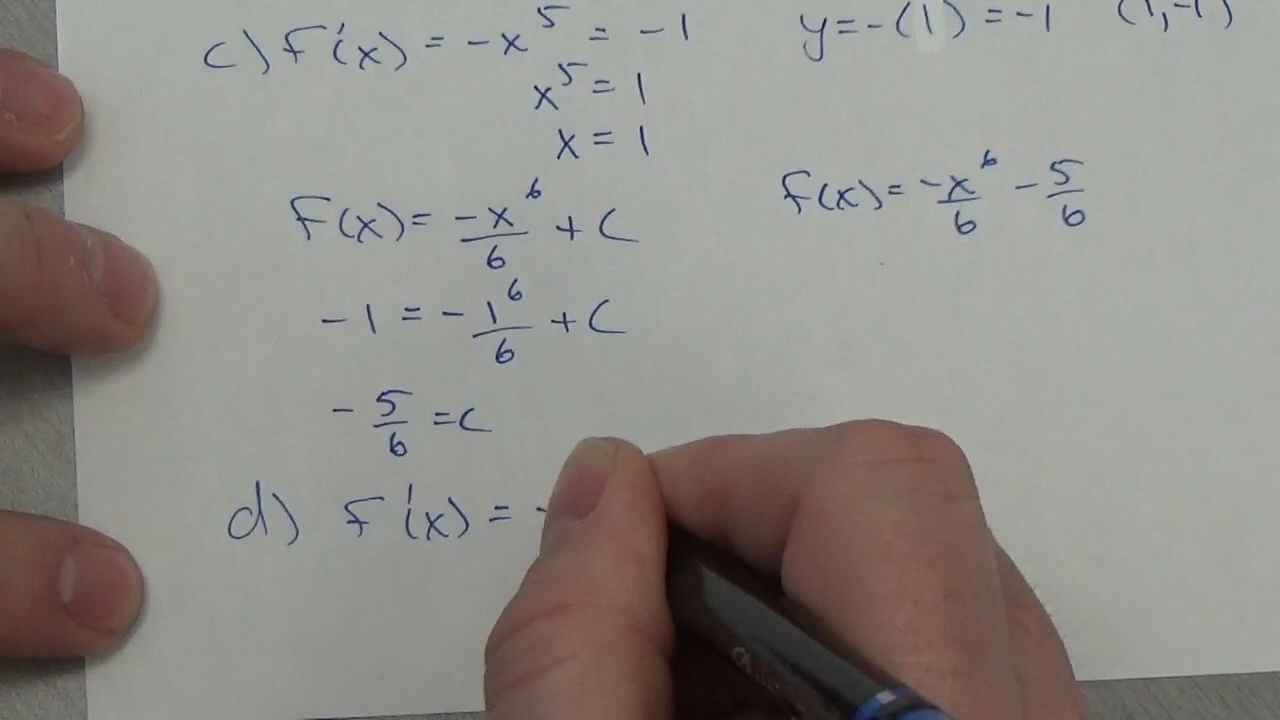 c) f'(x) = -x^5 = -1
y = -(1) = -1 (1,-1)
x^5 = 1
x = 1
f(x) = -x^6/6 + C
f(x) = -x^6/6 - 5/6
-1 = -1^6/6 + C
-5/6 = C
d) f'(x) = -